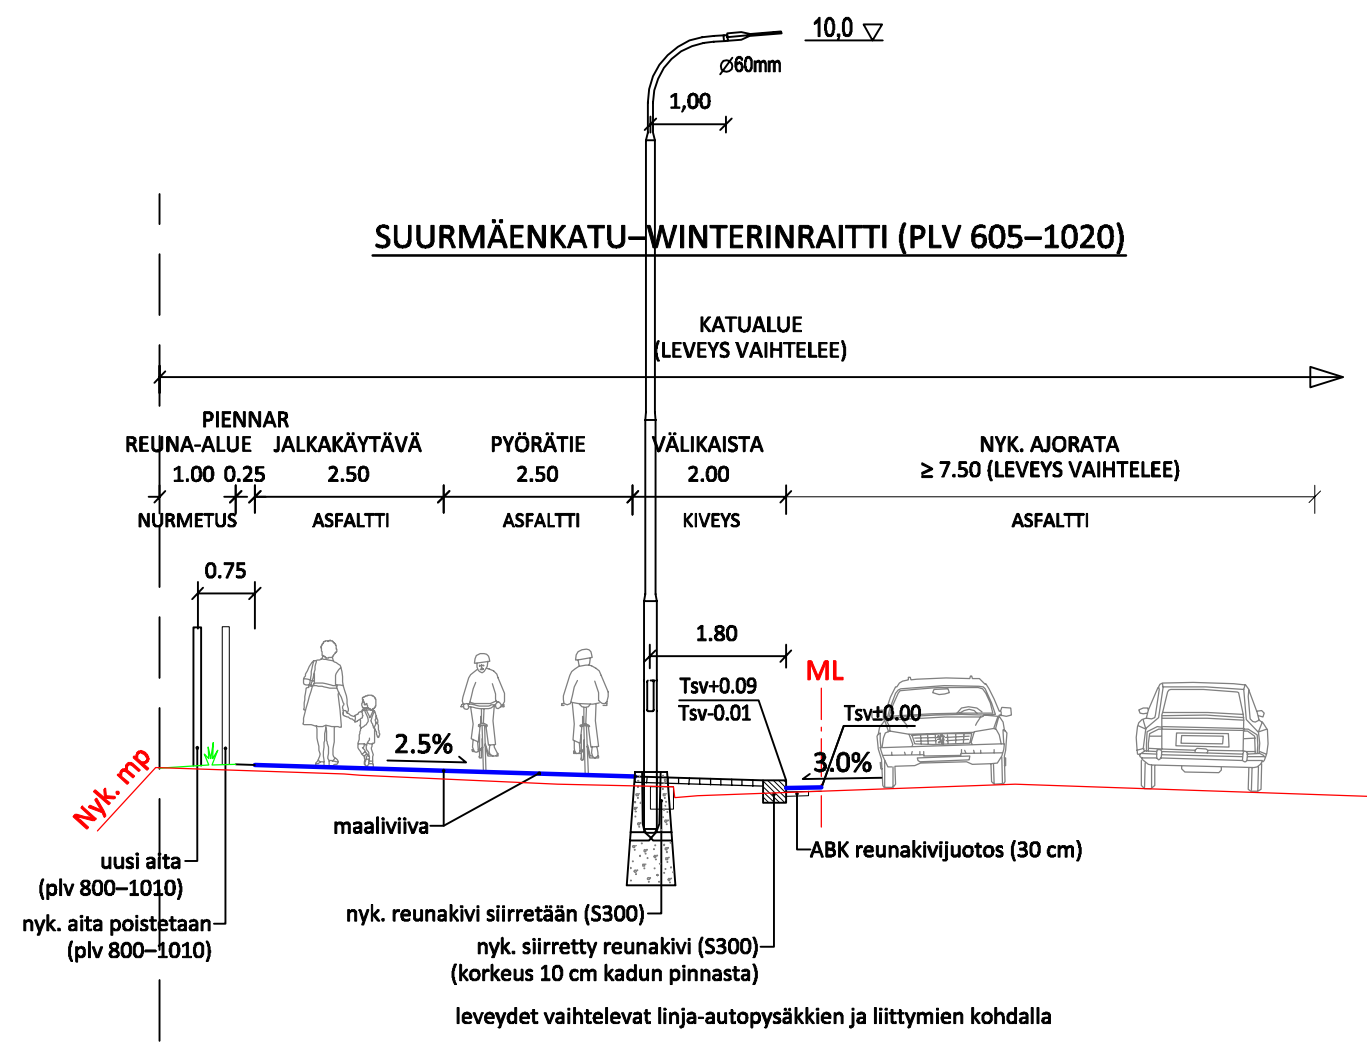 10,0
Ø60mm
1,00
SUURMÄENKATU–WINTERINRAITTI (PLV 605–1020)
KATUALUE
(LEVEYS VAIHTELEE)
PIENNAR
REUNA-ALUE JALKAKÄYTÄVÄ PYÖRÄTIE VÄLIKAISTA NYK. AJORATA
1.00 0.25 2.50 2.50 2.00 ≥ 7.50 (LEVEYS VAIHTELEE)
NURMETUS ASFALTTI ASFALTTI KIVEYS ASFALTTI
0.75
1.80
ML
Tsv+0.09
Tsv-0.01
Tsv±0.00
2.5%
3.0%
Nyk. mp
maaliviiva
ABK reunakivijuotos (30 cm)
uusi aita
(plv 800–1010)
nyk. aita poistetaan
(plv 800–1010)
nyk. reunakivi siirretään (S300)
nyk. siirretty reunakivi (S300)
(korkeus 10 cm kadun pinnasta)
leveydet vaihtelevat linja-autopysäkkien ja liittymien kohdalla